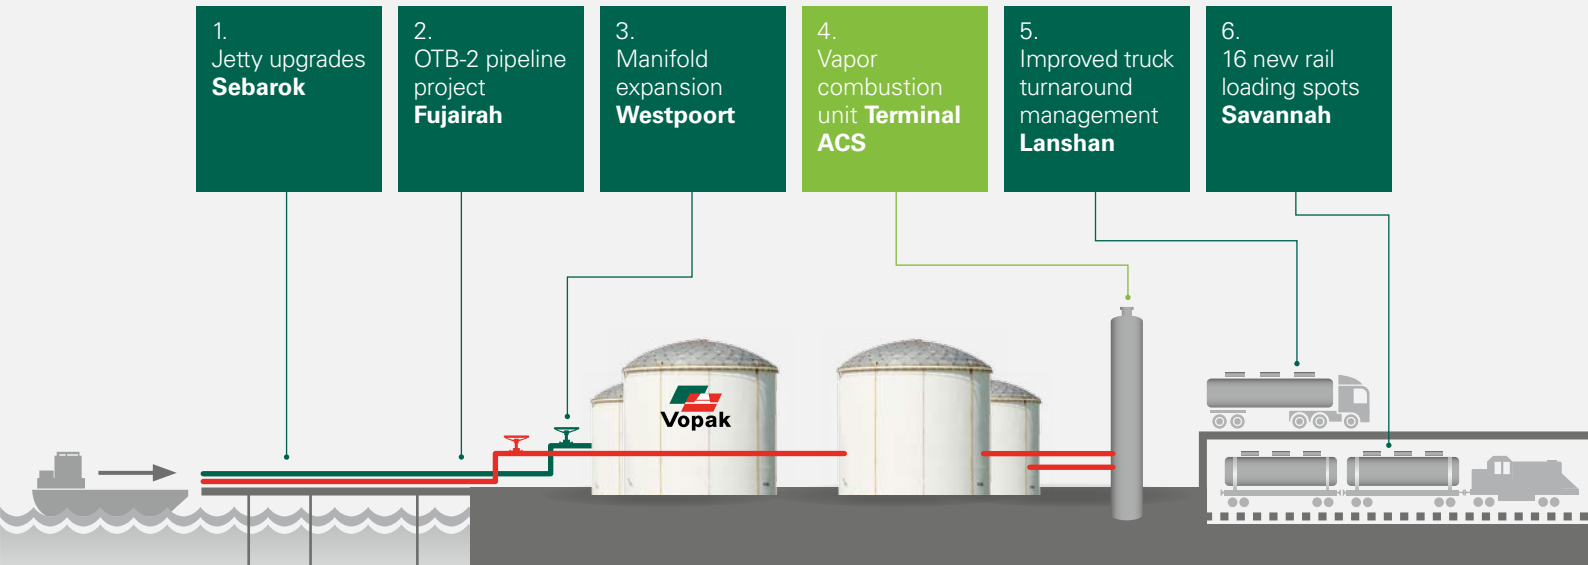 1.
Jetty upgrades
Sebarok
2.
OTB-2 pipeline
project
Fujairah
3.
Manifold
expansion
Westpoort
4.
Vapor
combustion
unit Terminal
ACS
5.
Improved truck
turnaround
management
Lanshan
6.
16 new rail
loading spots
Savannah
Vopak